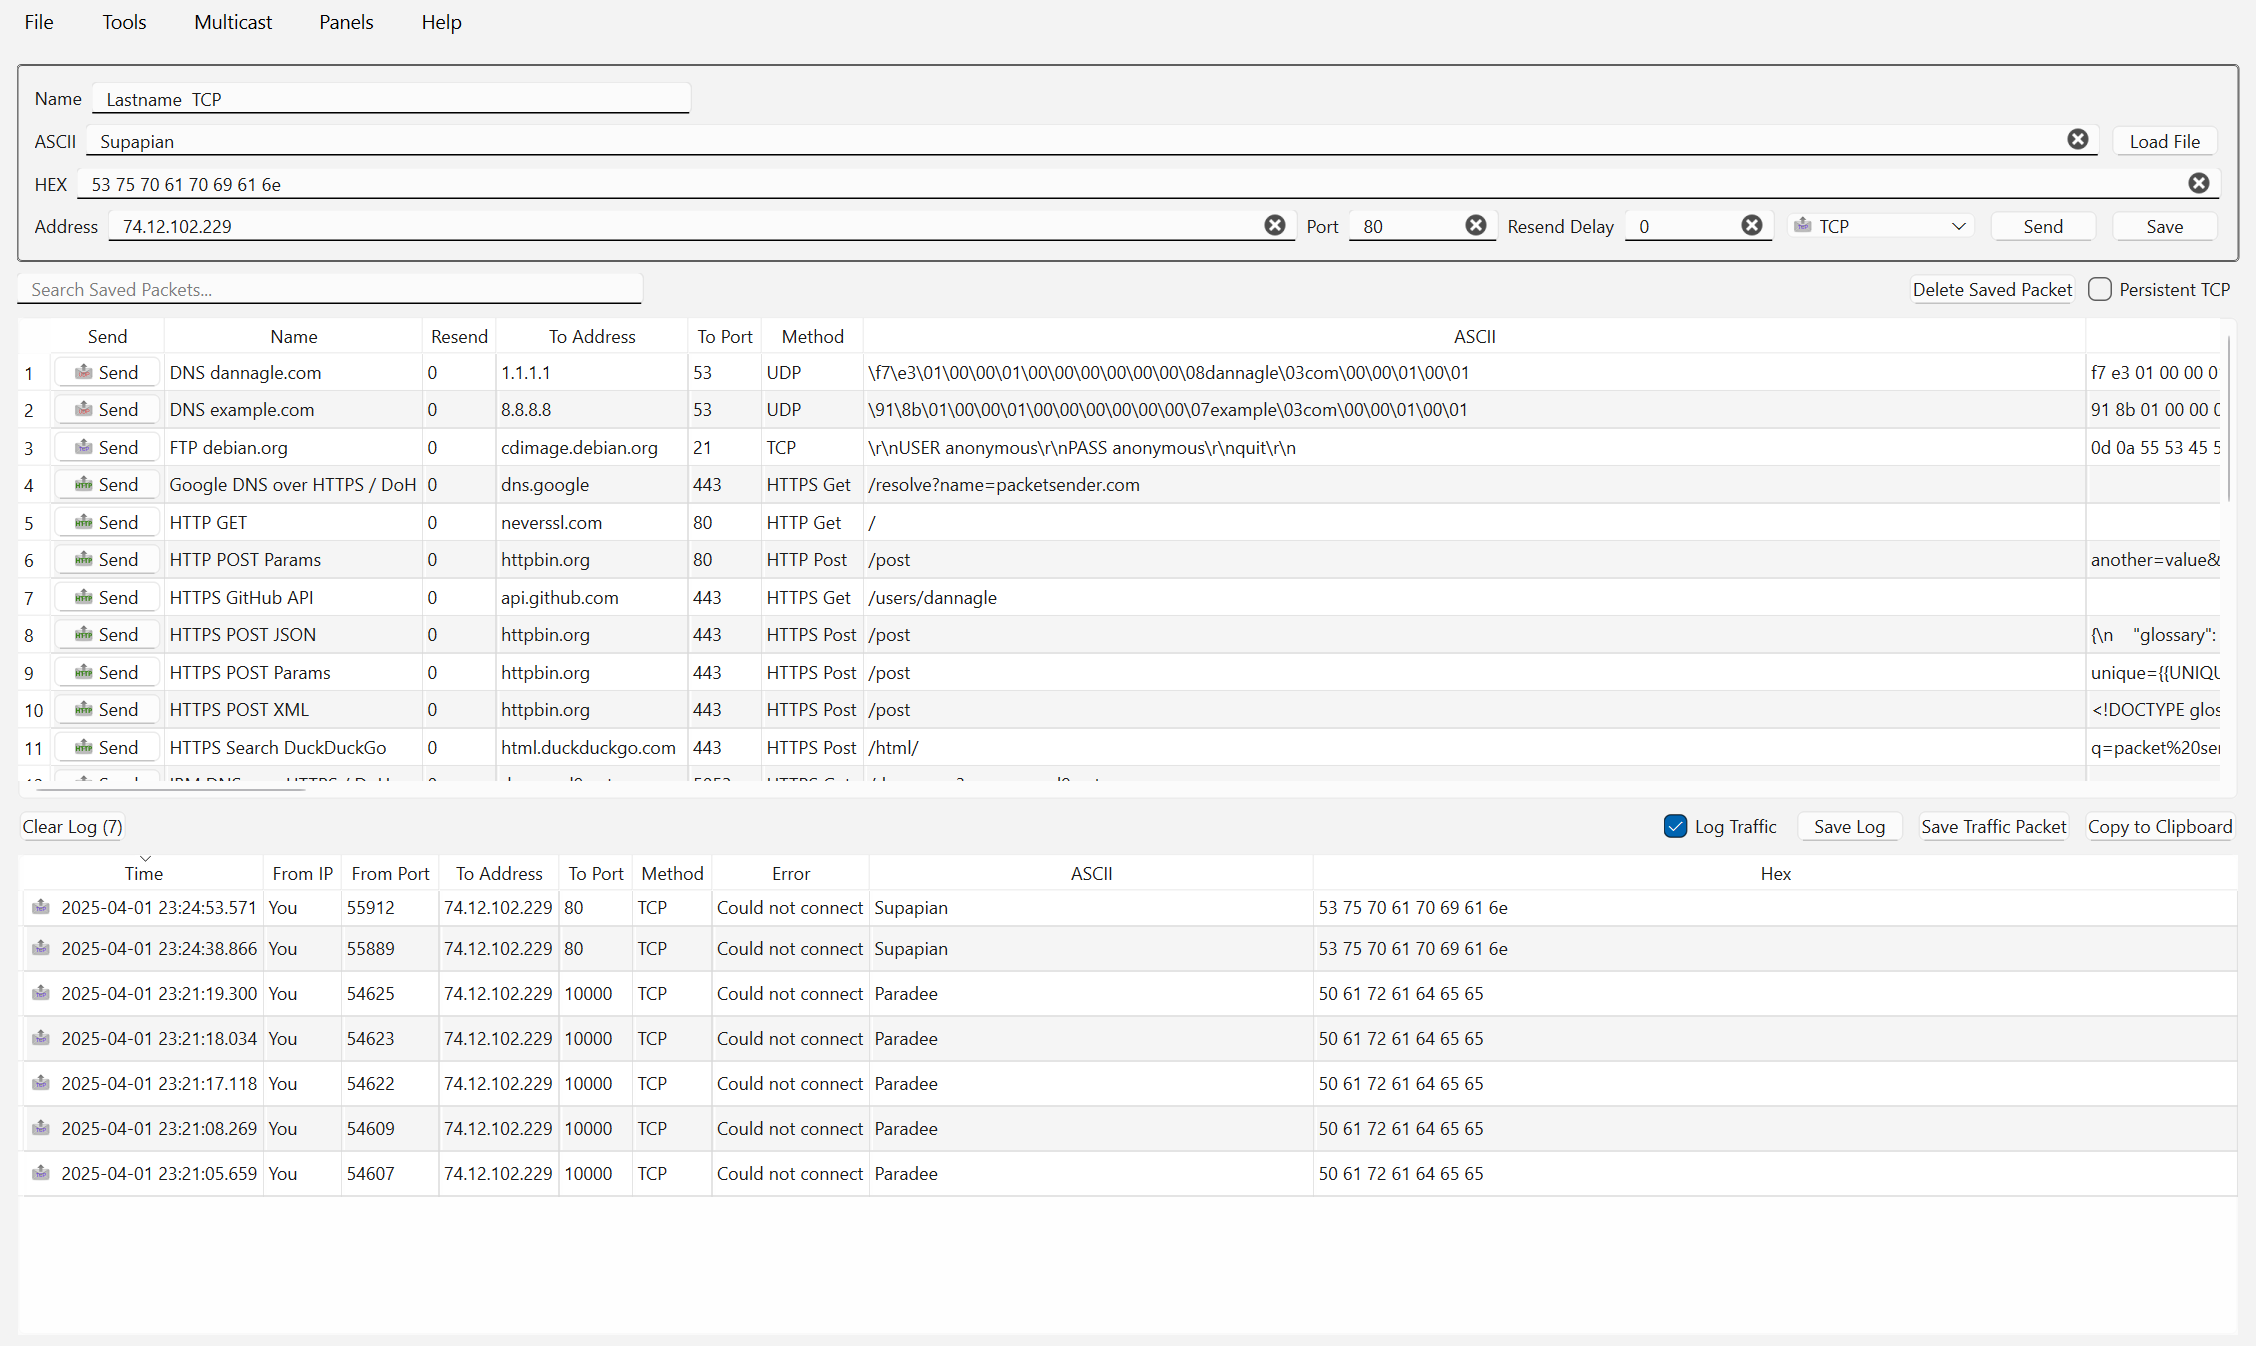 File Tools Multicast Panels Help
Name Lastname TCP
ASCII Supapian Load File
HEX 53 75 70 61 70 69 61 6e
Address 74.12.102.229 Port 80 Resend Delay 0 TCP Send Save
Search Saved Packets... Delete Saved Packet Persistent TCP
Send Name Resend To Address To Port Method ASCII
1 Send DNS dannagle.com 0 1.1.1.1 53 UDP \f7\e3\01\00\00\01\00\00\00\00\00\00\08dannagle\03com\00\00\01\00\01 f7 e3 01 00 00 0
2 Send DNS example.com 0 8.8.8.8 53 UDP \91\8b\01\00\00\01\00\00\00\00\00\00\07example\03com\00\00\01\00\01 91 8b 01 00 00 0
3 Send FTP debian.org 0 cdimage.debian.org 21 TCP \r\nUSER anonymous\r\nPASS anonymous\r\nquit\r\n 0d 0a 55 53 45 5
4 Send Google DNS over HTTPS / DoH 0 dns.google 443 HTTPS Get /resolve?name=packetsender.com
5 Send HTTP GET 0 neverssl.com 80 HTTP Get /
6 Send HTTP POST Params 0 httpbin.org 80 HTTP Post /post another=value&
7 Send HTTPS GitHub API 0 api.github.com 443 HTTPS Get /users/dannagle
8 Send HTTPS POST JSON 0 httpbin.org 443 HTTPS Post /post {\n "glossary":
9 Send HTTPS POST Params 0 httpbin.org 443 HTTPS Post /post unique={{UNIQU
10 Send HTTPS POST XML 0 httpbin.org 443 HTTPS Post /post <!DOCTYPE glos
11 Send HTTPS Search DuckDuckGo 0 html.duckduckgo.com 443 HTTPS Post /html/ q=packet%20ser
Clear Log (7) Log Traffic Save Log Save Traffic Packet Copy to Clipboard
Time From IP From Port To Address To Port Method Error ASCII Hex
2025-04-01 23:24:53.571 You 55912 74.12.102.229 80 TCP Could not connect Supapian 53 75 70 61 70 69 61 6e
2025-04-01 23:24:38.866 You 55889 74.12.102.229 80 TCP Could not connect Supapian 53 75 70 61 70 69 61 6e
2025-04-01 23:21:19.300 You 54625 74.12.102.229 10000 TCP Could not connect Paradee 50 61 72 61 64 65 65
2025-04-01 23:21:18.034 You 54623 74.12.102.229 10000 TCP Could not connect Paradee 50 61 72 61 64 65 65
2025-04-01 23:21:17.118 You 54622 74.12.102.229 10000 TCP Could not connect Paradee 50 61 72 61 64 65 65
2025-04-01 23:21:08.269 You 54609 74.12.102.229 10000 TCP Could not connect Paradee 50 61 72 61 64 65 65
2025-04-01 23:21:05.659 You 54607 74.12.102.229 10000 TCP Could not connect Paradee 50 61 72 61 64 65 65